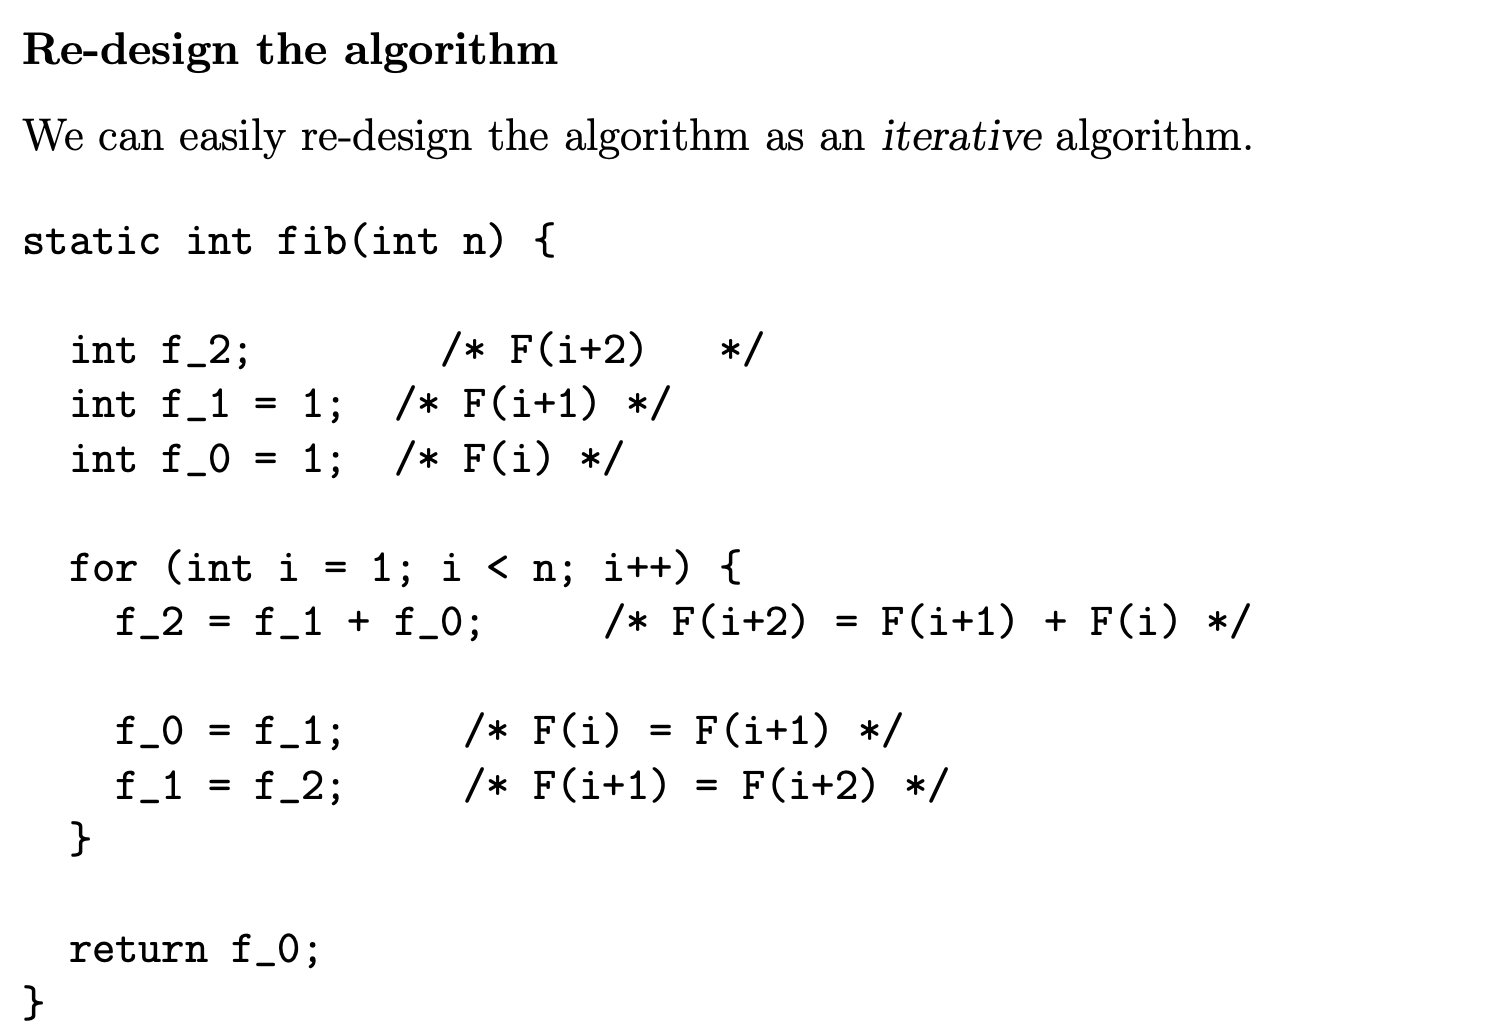 Re-design the algorithm
We can easily re-design the algorithm as an iterative algorithm.
static int fib(int n) {
  int f_2;        /* F(i+2)   */
  int f_1 = 1;  /* F(i+1) */
  int f_0 = 1;  /* F(i) */
  for (int i = 1; i < n; i++) {
    f_2 = f_1 + f_0;     /* F(i+2) = F(i+1) + F(i) */
    f_0 = f_1;     /* F(i) = F(i+1) */
    f_1 = f_2;     /* F(i+1) = F(i+2) */
  }
  return f_0;
}